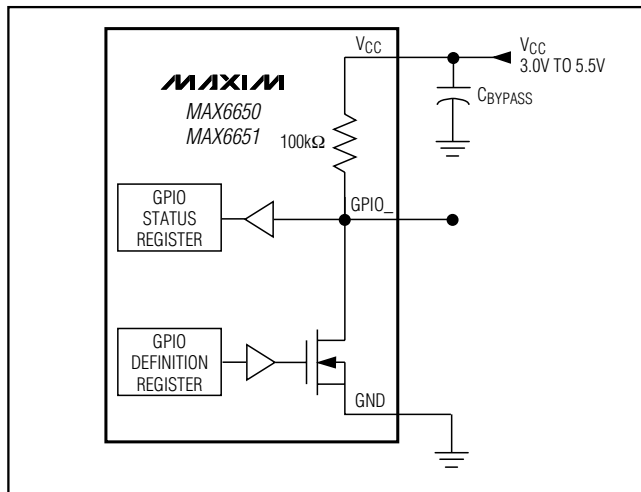 VCC
VCC
3.0V TO 5.5V
CBYPASS
MAXIM
MAX6650
MAX6651
100kΩ
GPIO
STATUS
REGISTER
GPIO_
GPIO
DEFINITION
REGISTER
GND